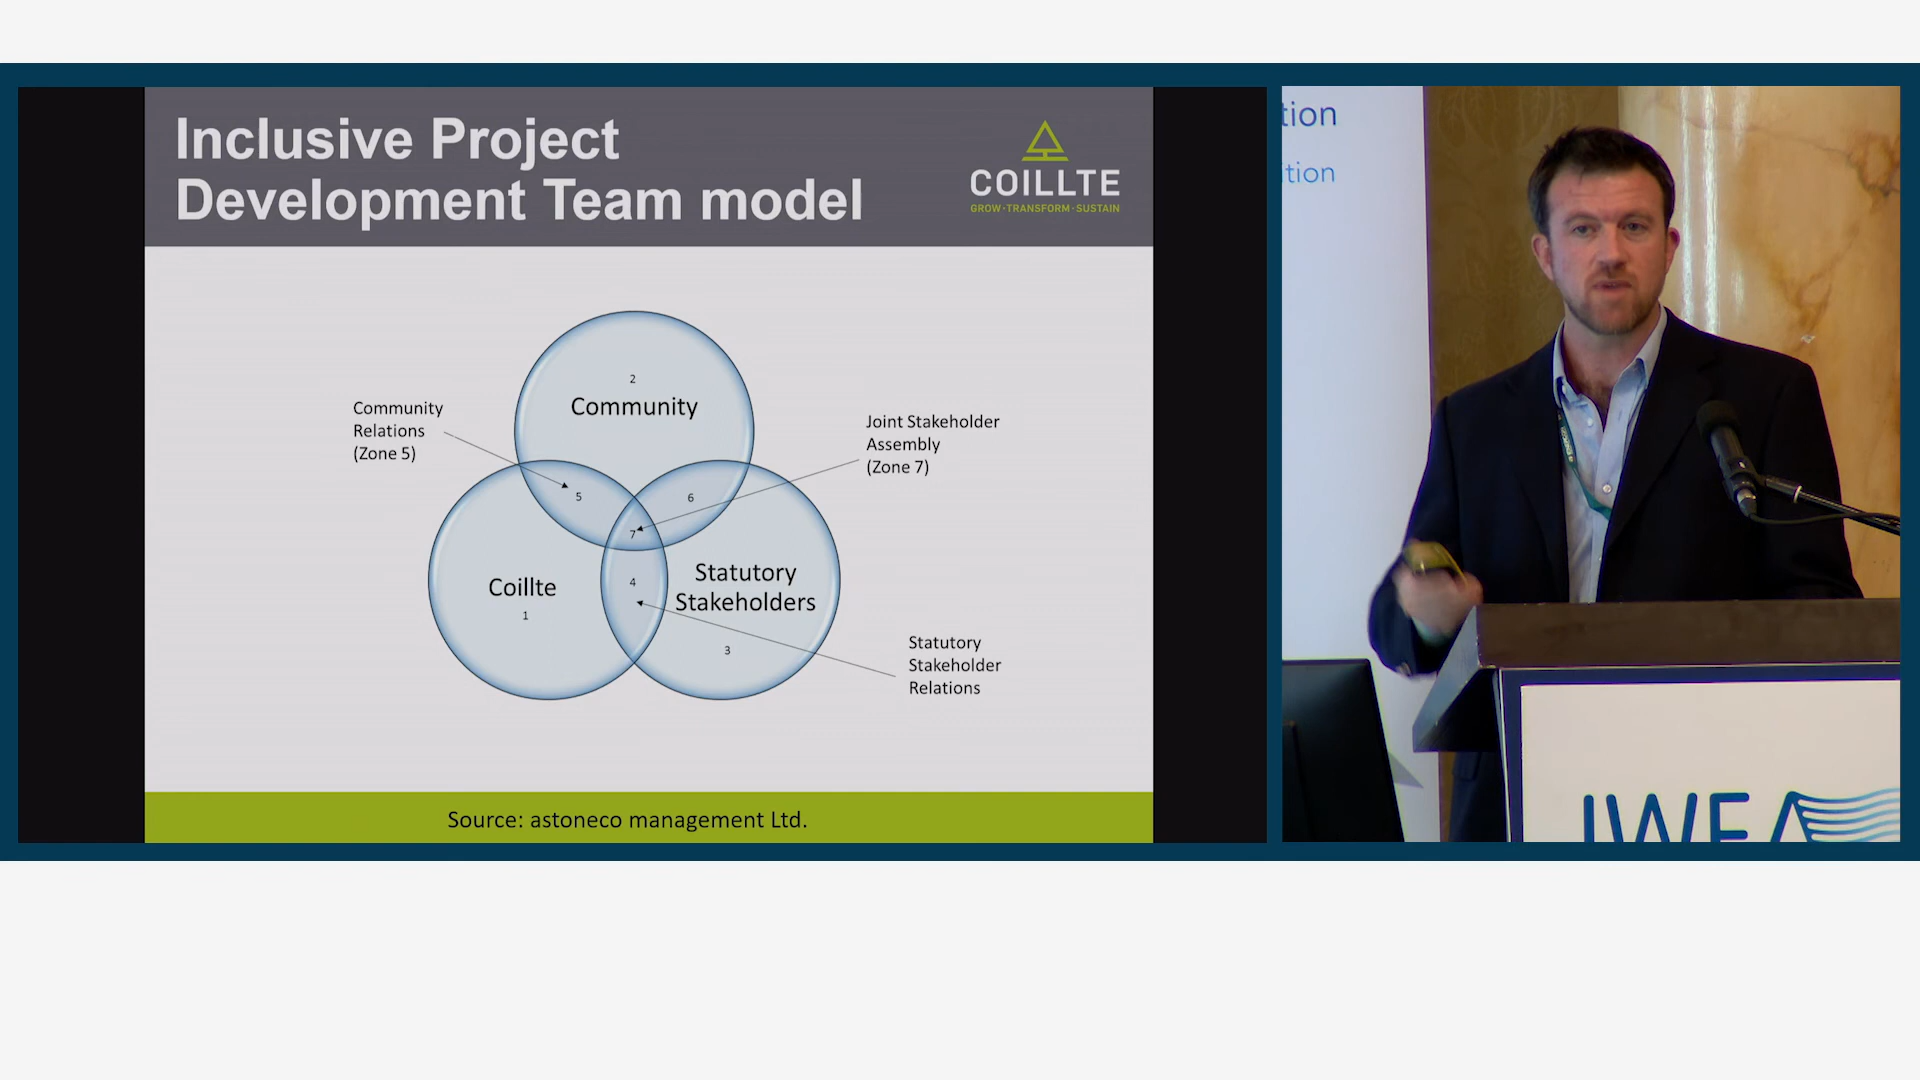 Inclusive Project
Development Team model
COILLTE
GROW·TRANSFORM·SUSTAIN
2
Community
Community
Relations
(Zone 5)
Joint Stakeholder
Assembly
(Zone 7)
5
6
7
4
Coillte
1
Statutory
Stakeholders
3
Statutory
Stakeholder
Relations
Source: astoneco management Ltd.
tion
ition
IWEA